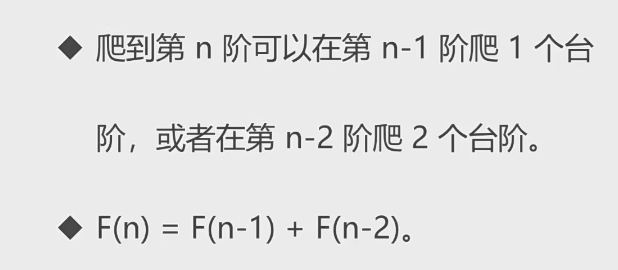 ◆ 爬到第 n 阶可以在第 n-1 阶爬 1 个台
阶，或者在第 n-2 阶爬 2 个台阶。
◆ F(n) = F(n-1) + F(n-2)。